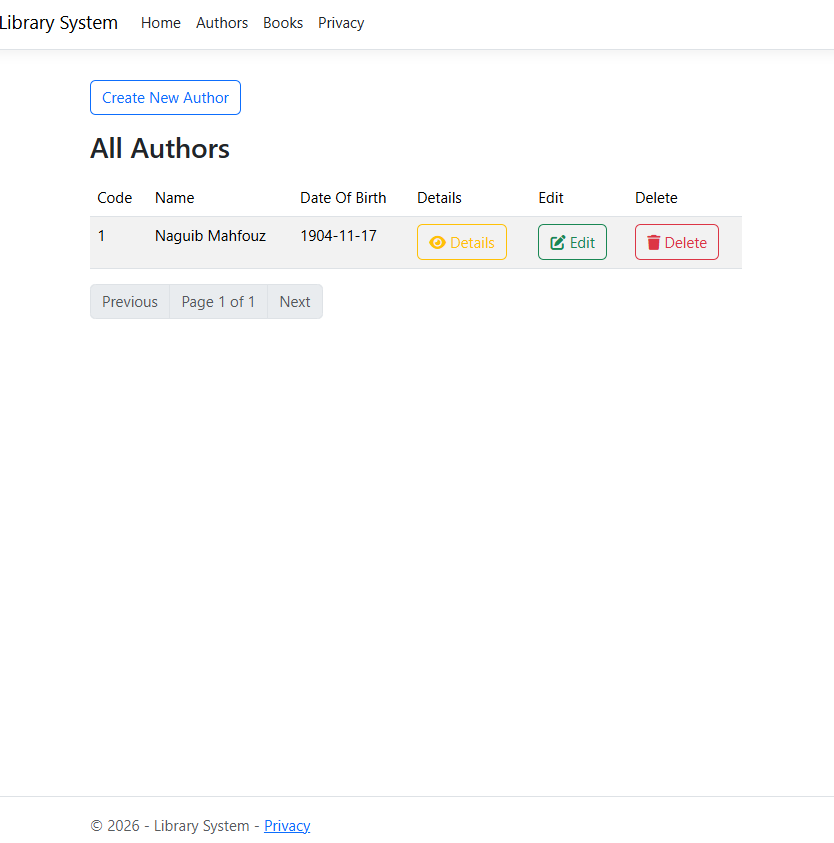 Library System Home Authors Books Privacy
Create New Author
All Authors
Code Name Date Of Birth Details Edit Delete
1 Naguib Mahfouz 1904-11-17 Details Edit Delete
Previous Page 1 of 1 Next
© 2026 - Library System - Privacy